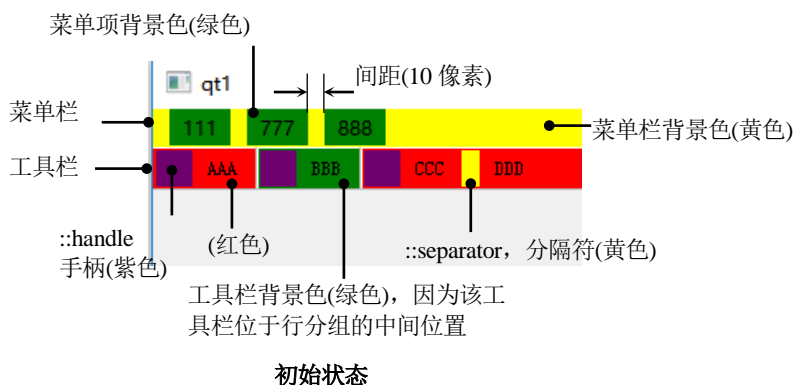 菜单项背景色(绿色)
qt1
间距(10 像素)
菜单栏
111 777 888
菜单栏背景色(黄色)
工具栏
AAA BBB CCC DDD
::handle
手柄(紫色)
(红色)
::separator，分隔符(黄色)
工具栏背景色(绿色)，因为该工
具栏位于行分组的中间位置
初始状态